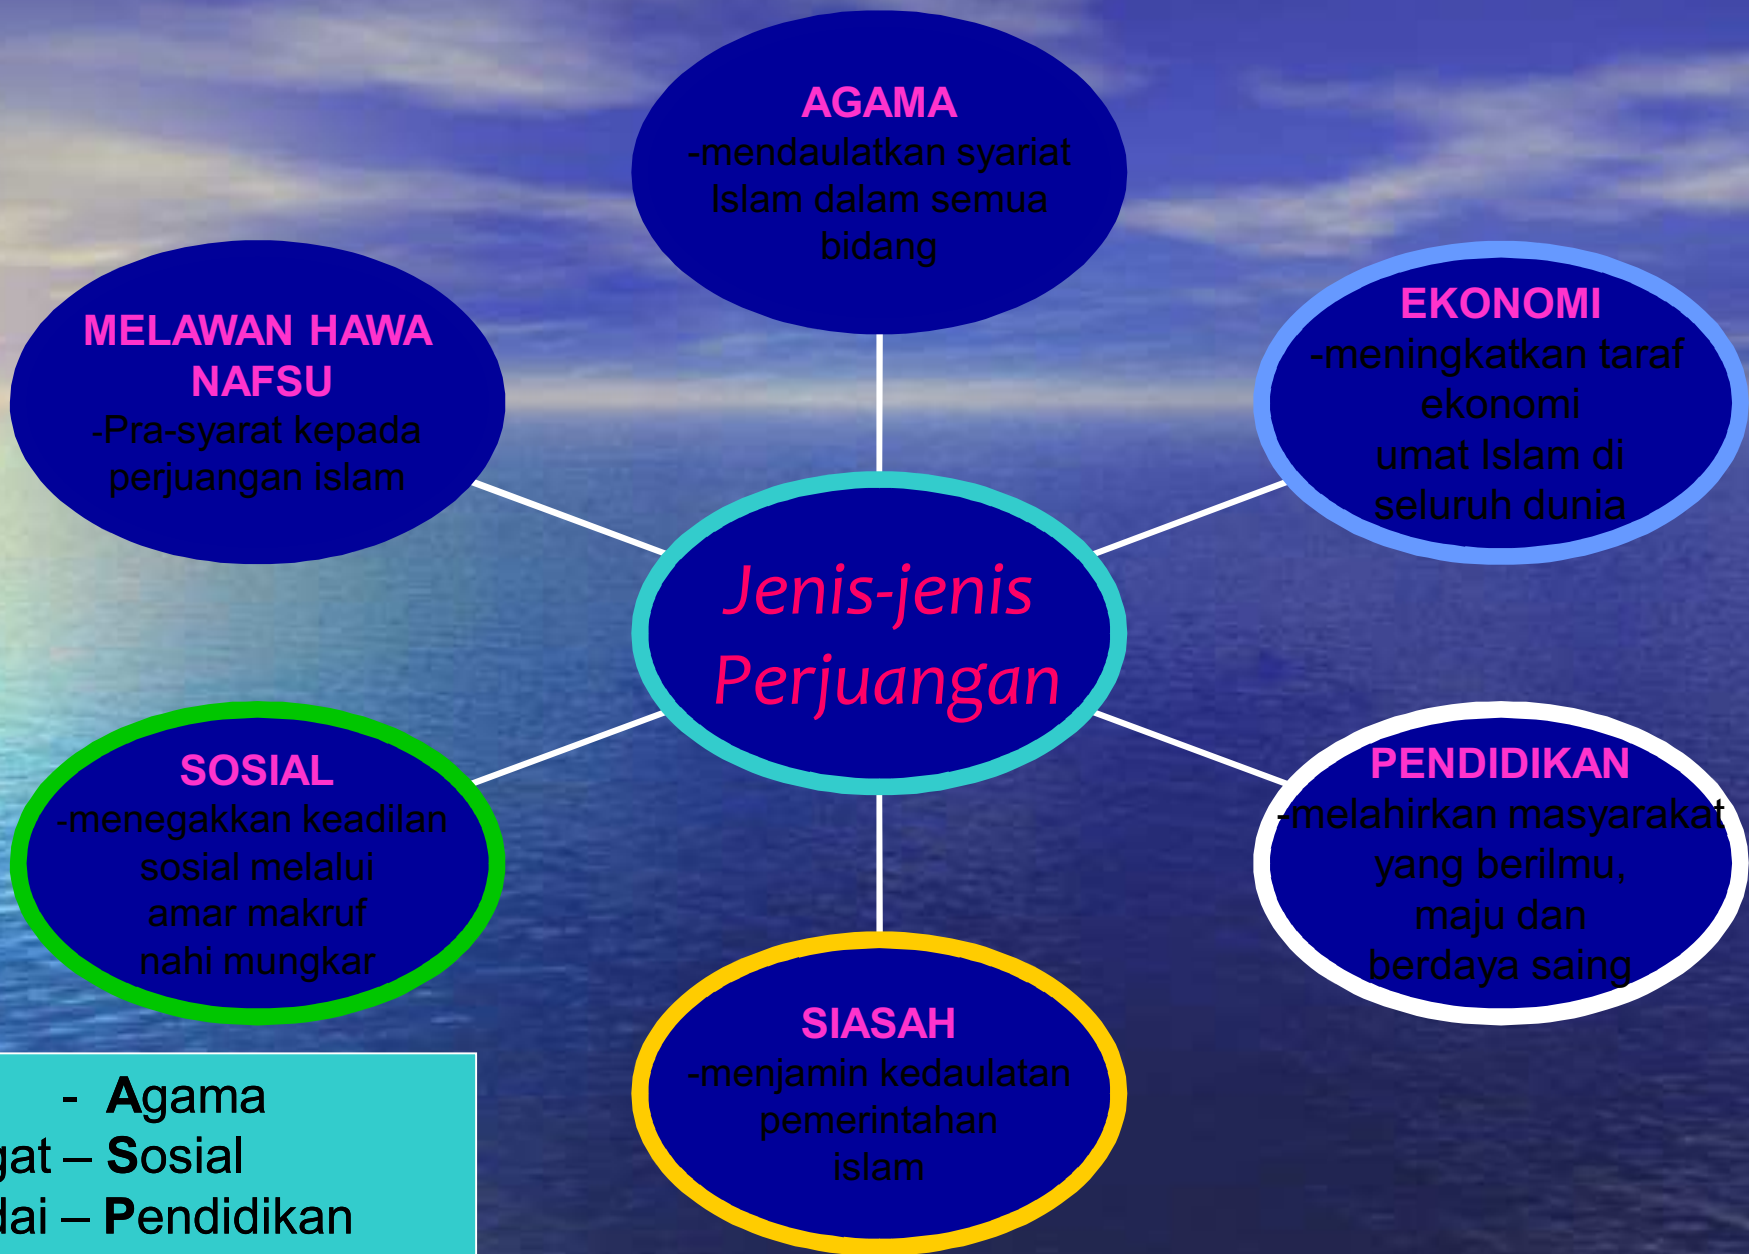 AGAMA
-mendaulatkan syariat
Islam dalam semua
bidang
MELAWAN HAWA
NAFSU
-Pra-syarat kepada
perjuangan islam
EKONOMI
-meningkatkan taraf
ekonomi
umat Islam di
seluruh dunia
Jenis-jenis
Perjuangan
SOSIAL
-menegakkan keadilan
sosial melalui
amar makruf
nahi mungkar
PENDIDIKAN
-melahirkan masyarakat
yang berilmu,
maju dan
berdaya saing
SIASAH
-menjamin kedaulatan
pemerintahan
islam
- Agama
gat – Sosial
dai – Pendidikan